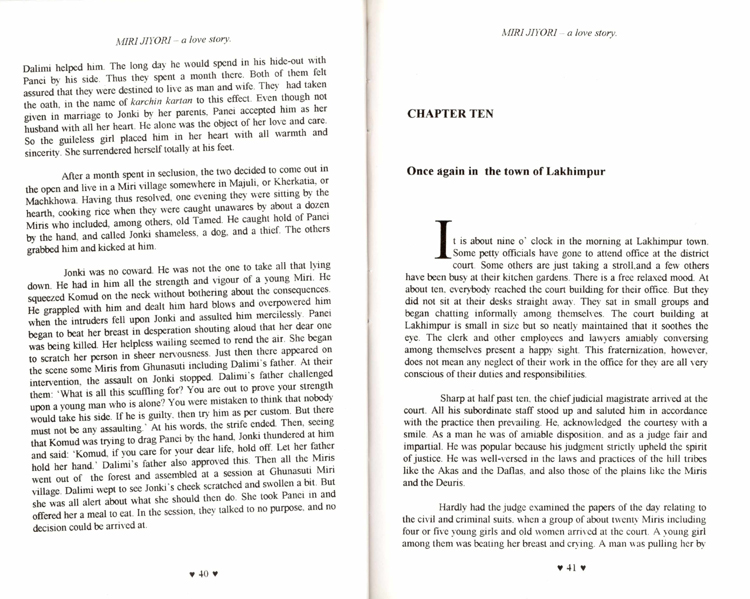 MIRI JIYORI – a love story.
Dalimi helped him. The long day he would spend in his hide-out with
Panei by his side. Thus they spent a month there. Both of them felt
assured that they were destined to live as man and wife. They had taken
the oath, in the name of karchin kartan to this effect. Even though not
given in marriage to Jonki by her parents, Panei accepted him as her
husband with all her heart. He alone was the object of her love and care.
So the guileless girl placed him in her heart with all warmth and
sincerity. She surrendered herself totally at his feet.
After a month spent in seclusion, the two decided to come out in
the open and live in a Miri village somewhere in Majuli, or Kherkatia, or
Machkhowa. Having thus resolved, one evening they were sitting by the
hearth, cooking rice when they were caught unawares by about a dozen
Miris who included, among others, old Tamed. He caught hold of Panei
by the hand, and called Jonki shameless, a dog, and a thief. The others
grabbed him and kicked at him.
Jonki was no coward. He was not the one to take all that lying
down. He had in him all the strength and vigour of a young Miri. He
squeezed Komud on the neck without bothering about the consequences.
He grappled with him and dealt him hard blows and overpowered him
when the intruders fell upon Jonki and assulted him mercilessly. Panei
began to beat her breast in desperation shouting aloud that her dear one
was being killed. Her helpless wailing seemed to rend the air. She began
to scratch her person in sheer nervousness. Just then there appeared on
the scene some Miris from Ghunasuti including Dalimi's father. At their
intervention, the assault on Jonki stopped. Dalimi's father challenged
them: 'What is all this scuffling for? You are out to prove your strength
upon a young man who is alone? You were mistaken to think that nobody
would take his side. If he is guilty, then try him as per custom. But there
must not be any assaulting.' At his words, the strife ended. Then, seeing
that Komud was trying to drag Panei by the hand, Jonki thundered at him
and said: 'Komud, if you care for your dear life, hold off. Let her father
hold her hand.' Dalimi's father also approved this. Then all the Miris
went out of the forest and assembled at a session at Ghunasuti Miri
village. Dalimi wept to see Jonki's cheek scratched and swollen a bit. But
she was all alert about what she should then do. She took Panei in and
offered her a meal to eat. In the session, they talked to no purpose, and no
decision could be arrived at.
♥ 40 ♥
MIRI JIYORI – a love story.
CHAPTER TEN
Once again in the town of Lakhimpur
It is about nine o' clock in the morning at Lakhimpur town.
Some petty officials have gone to attend office at the district
court. Some others are just taking a stroll,and a few others
have been busy at their kitchen gardens. There is a free relaxed mood. At
about ten, everybody reached the court building for their office. But they
did not sit at their desks straight away. They sat in small groups and
began chatting informally among themselves. The court building at
Lakhimpur is small in size but so neatly maintained that it soothes the
eye. The clerk and other employees and lawyers amiably conversing
among themselves present a happy sight. This fraternization, however,
does not mean any neglect of their work in the office for they are all very
conscious of their duties and responsibilities.
Sharp at half past ten, the chief judicial magistrate arrived at the
court. All his subordinate staff stood up and saluted him in accordance
with the practice then prevailing. He, acknowledged the courtesy with a
smile. As a man he was of amiable disposition, and as a judge fair and
impartial. He was popular because his judgment strictly upheld the spirit
of justice. He was well-versed in the laws and practices of the hill tribes
like the Akas and the Daflas, and also those of the plains like the Miris
and the Deuris.
Hardly had the judge examined the papers of the day relating to
the civil and criminal suits, when a group of about twenty Miris including
four or five young girls and old women arrived at the court. A young girl
among them was beating her breast and crying. A man was pulling her by
♥ 41 ♥